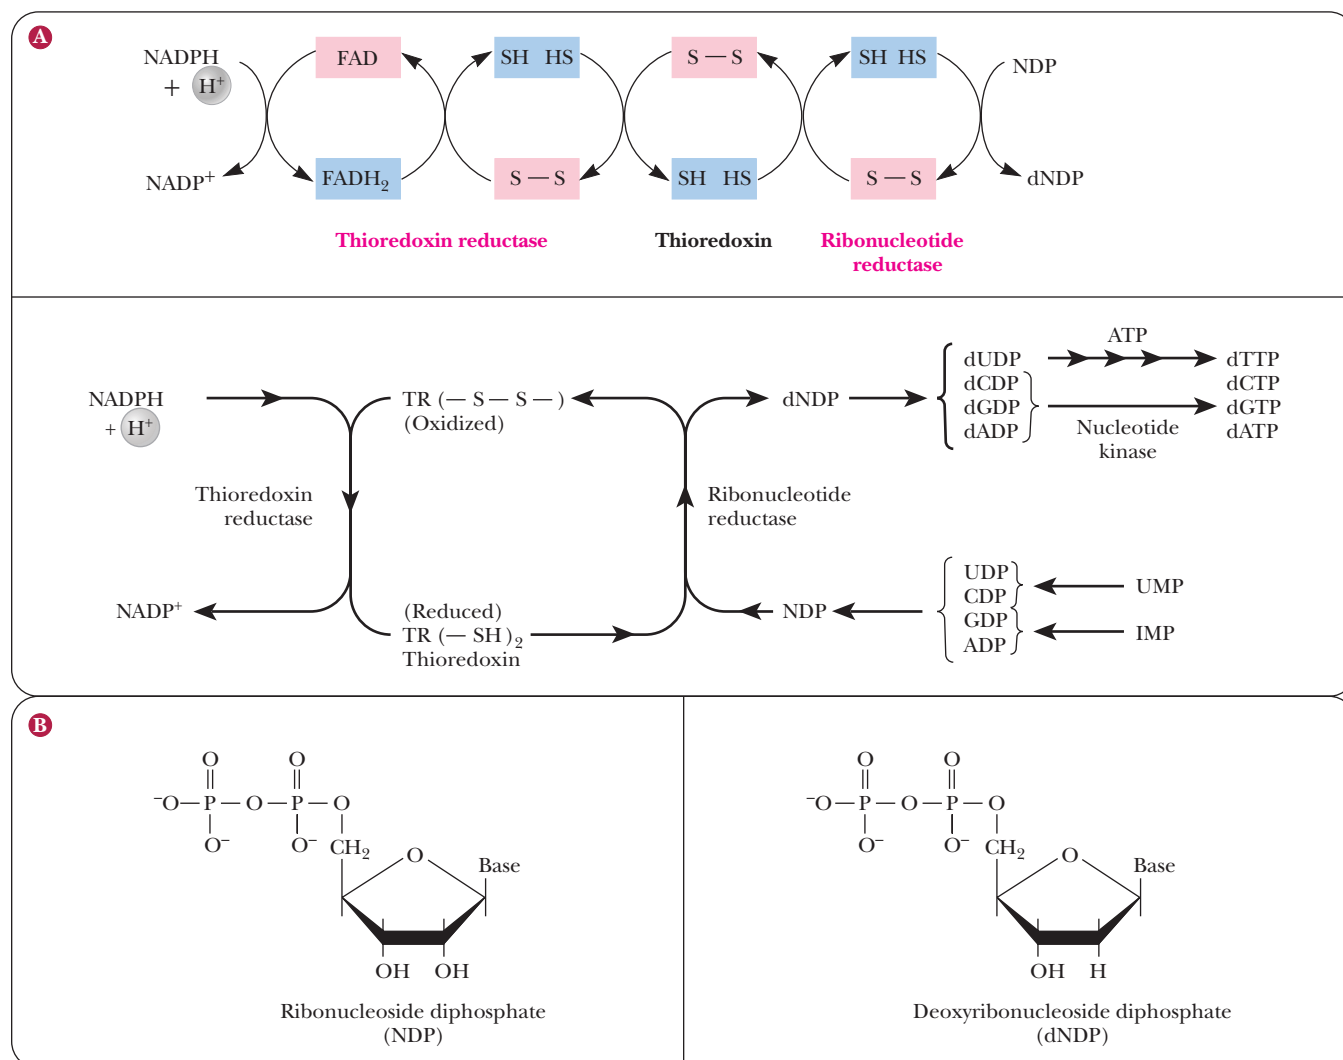 A
NADPH
+ H⁺
NADP⁺
FAD
FADH₂
SH HS
S — S
S — S
SH HS
SH HS
S — S
NDP
dNDP
Thioredoxin reductase
Thioredoxin
Ribonucleotide
reductase
NADPH
+ H⁺
NADP⁺
Thioredoxin
reductase
TR (— S — S — )
(Oxidized)
(Reduced)
TR (— SH )₂
Thioredoxin
Ribonucleotide
reductase
dNDP
NDP
dUDP
dCDP
dGDP
dADP
ATP
Nucleotide
kinase
dTTP
dCTP
dGTP
dATP
UDP
CDP
GDP
ADP
UMP
IMP
B
O O
⁻O — P — O — P — O
O⁻ O⁻ CH₂
O
Base
OH OH
Ribonucleoside diphosphate
(NDP)
O O
⁻O — P — O — P — O
O⁻ O⁻ CH₂
O
Base
OH H
Deoxyribonucleoside diphosphate
(dNDP)